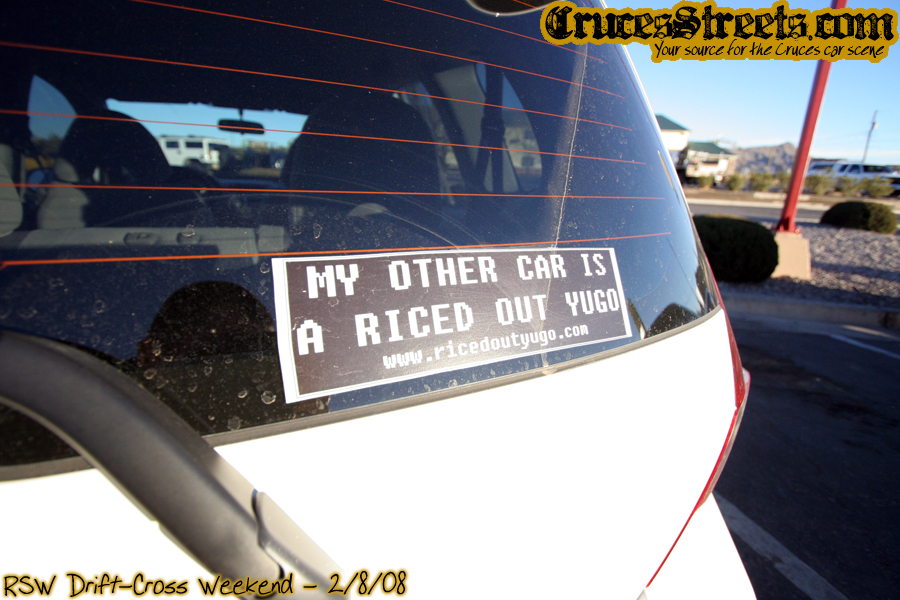 CrucesStreets.com
Your source for the Cruces car scene
MY OTHER CAR IS
A RICED OUT YUGO
www.ricedoutyugo.com
RSW Drift-Cross Weekend - 2/8/08